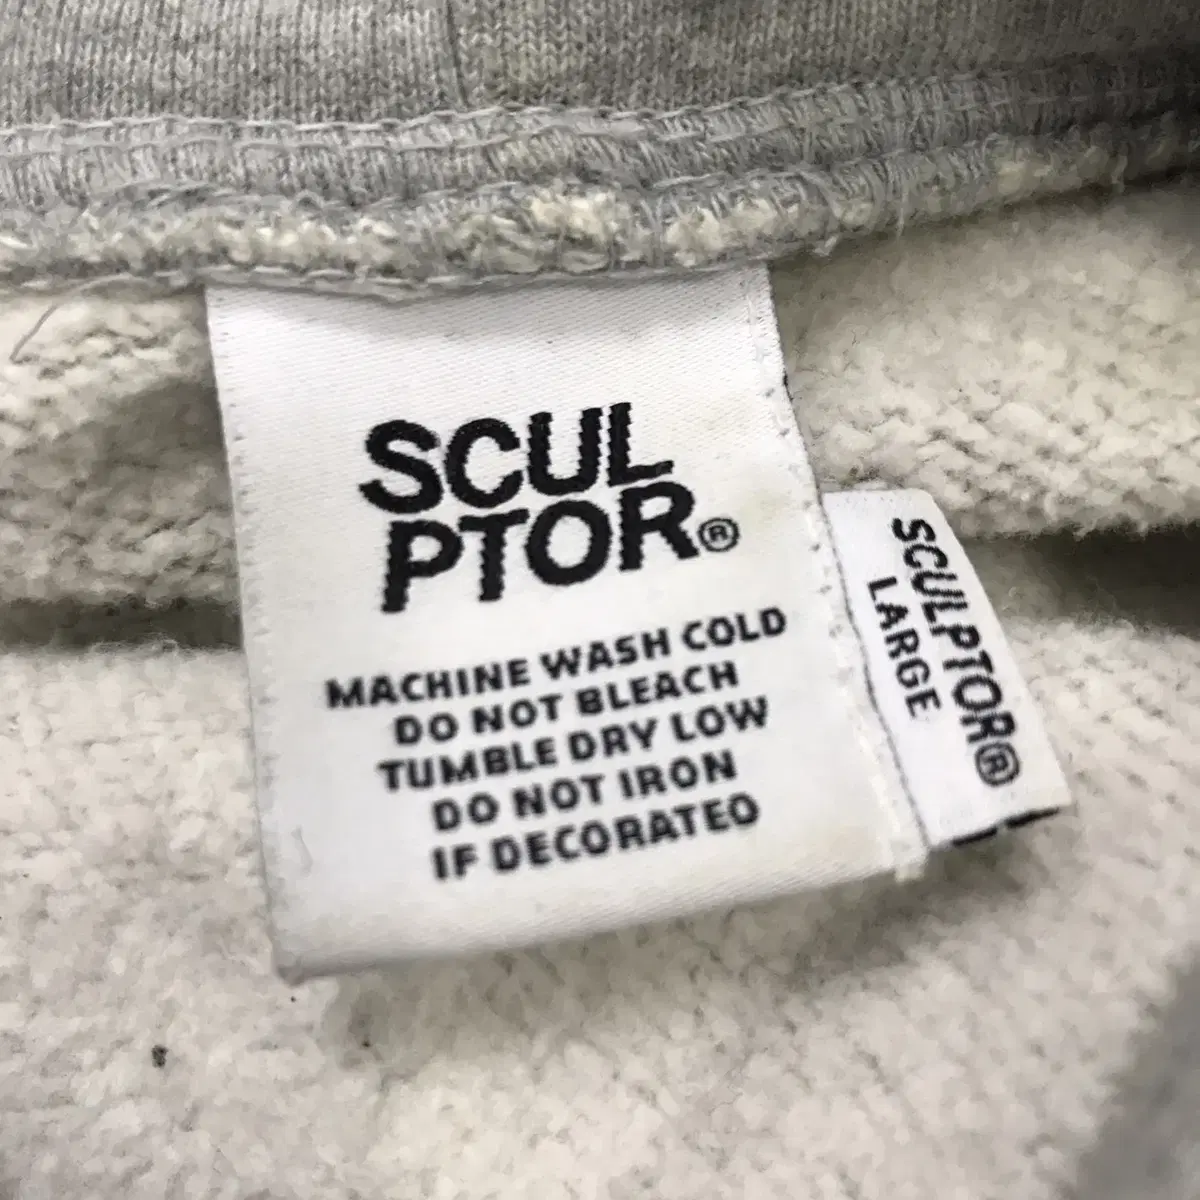 SCUL
PTOR®
MACHINE WASH COLD
DO NOT BLEACH
TUMBLE DRY LOW
DO NOT IRON
IF DECORATED
SCULPTOR®
LARGE